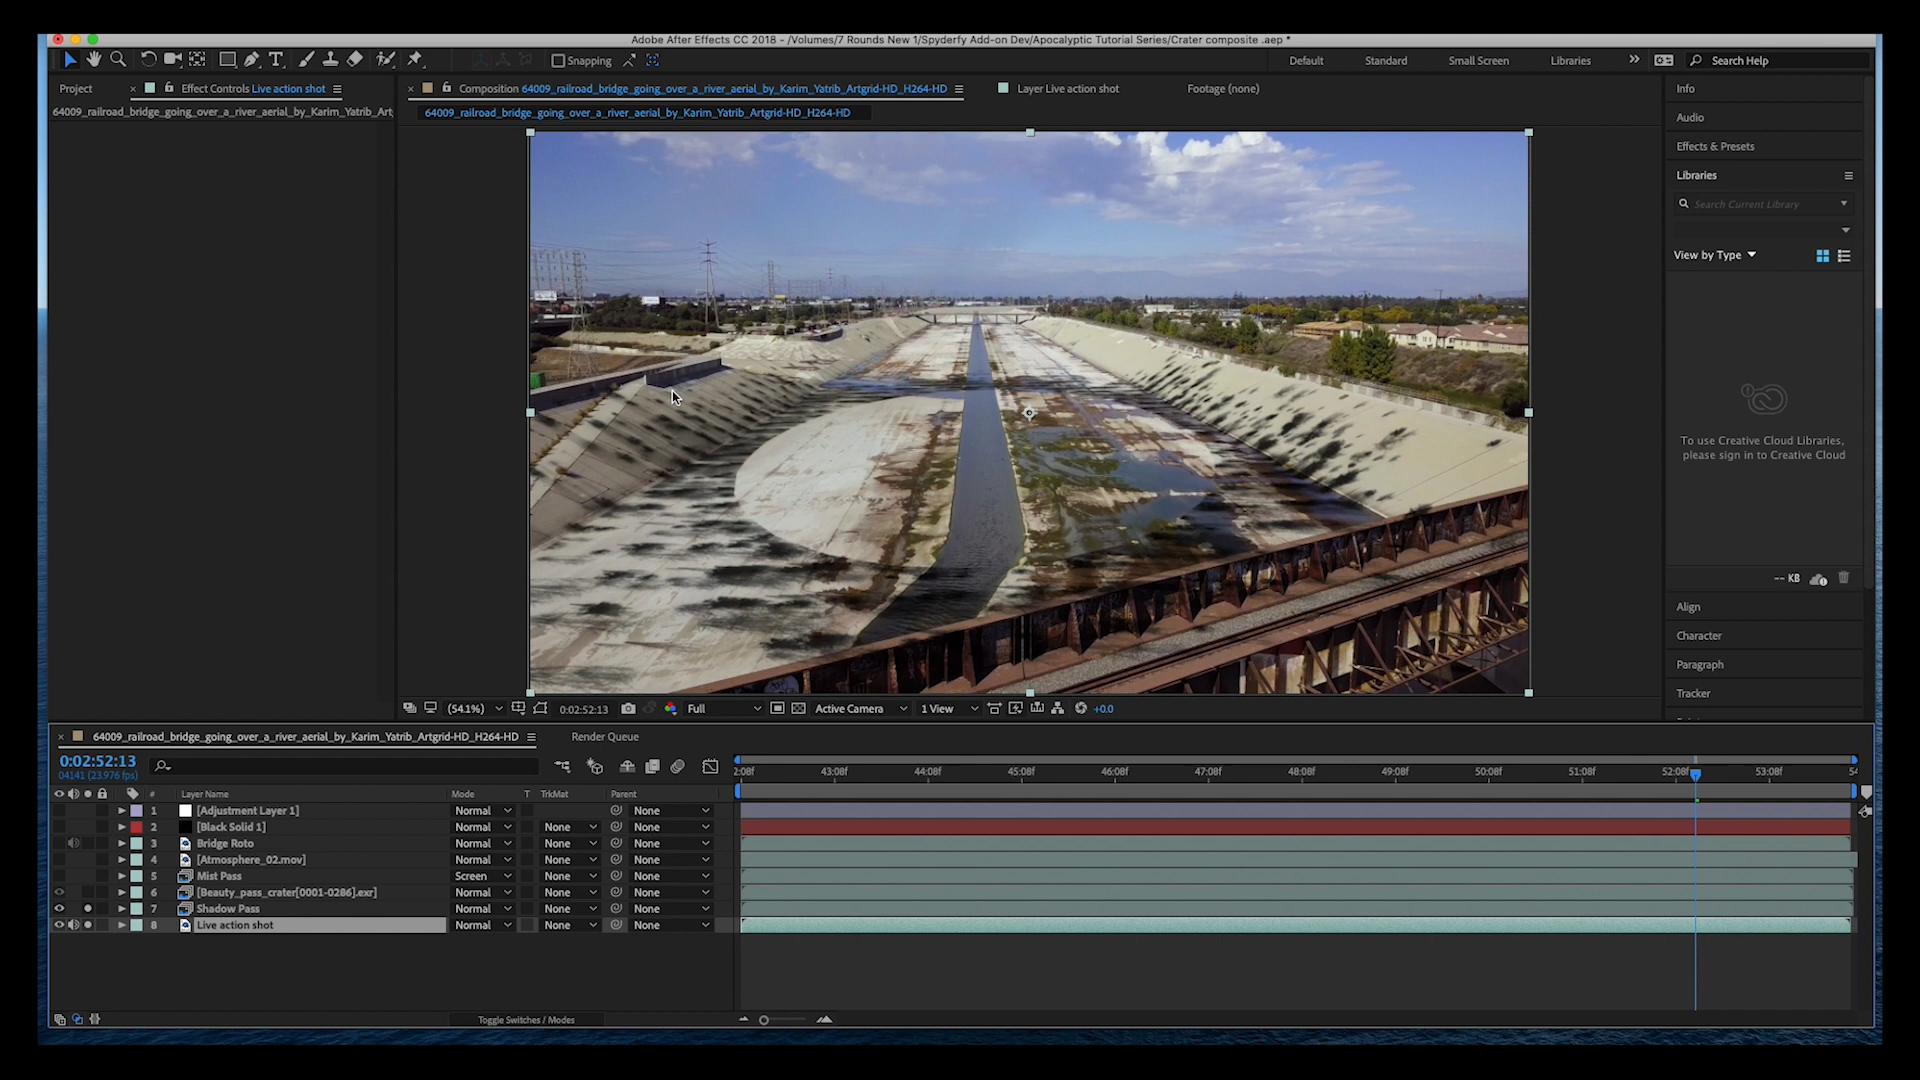 Adobe After Effects CC 2018 - /Volumes/7 Rounds New 1/Spyderfy Add-on Dev/Apocalyptic Tutorial Series/Crater composite .aep *
Snapping
Default
Standard
Small Screen
Libraries
Search Help
Project
Effect Controls Live action shot
Composition 64009_railroad_bridge_going_over_a_river_aerial_by_Karim_Yatrib_Artgrid-HD_H264-HD
Layer Live action shot
Footage (none)
64009_railroad_bridge_going_over_a_river_aerial_by_Karim_Yatrib_Art
64009_railroad_bridge_going_over_a_river_aerial_by_Karim_Yatrib_Artgrid-HD_H264-HD
Info
Audio
Effects & Presets
Libraries
Search Current Library
View by Type
To use Creative Cloud Libraries,
please sign in to Creative Cloud
-- KB
Align
Character
Paragraph
Tracker
(54.1%)
0:02:52:13
Full
Active Camera
1 View
+0.0
64009_railroad_bridge_going_over_a_river_aerial_by_Karim_Yatrib_Artgrid-HD_H264-HD
Render Queue
0:02:52:13
04141 (23.976 fps)
2:08f 43:08f 44:08f 45:08f 46:08f 47:08f 48:08f 49:08f 50:08f 51:08f 52:08f 53:08f 54
# Layer Name Mode T TrkMat Parent
1 [Adjustment Layer 1] Normal None
2 [Black Solid 1] Normal None None
3 Bridge Roto Normal None None
4 [Atmosphere_02.mov] Normal None None
5 Mist Pass Screen None None
6 [Beauty_pass_crater[0001-0286].exr] Normal None None
7 Shadow Pass Normal None None
8 Live action shot Normal None None
Toggle Switches / Modes